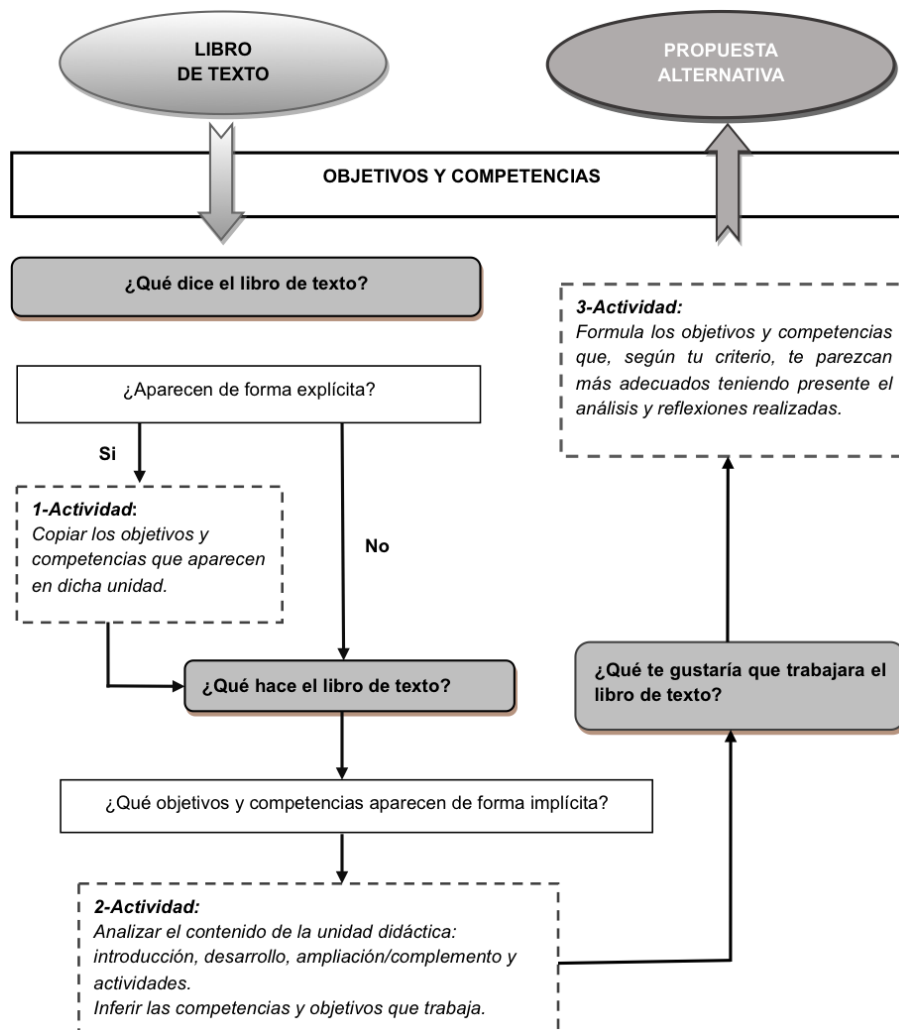 LIBRO
DE TEXTO
PROPUESTA
ALTERNATIVA
OBJETIVOS Y COMPETENCIAS
¿Qué dice el libro de texto?
¿Aparecen de forma explícita?
Si
No
1-Actividad:
Copiar los objetivos y
competencias que aparecen
en dicha unidad.
¿Qué hace el libro de texto?
¿Qué objetivos y competencias aparecen de forma implícita?
2-Actividad:
Analizar el contenido de la unidad didáctica:
introducción, desarrollo, ampliación/complemento y
actividades.
Inferir las competencias y objetivos que trabaja.
¿Qué te gustaría que trabajara el
libro de texto?
3-Actividad:
Formula los objetivos y competencias
que, según tu criterio, te parezcan
más adecuados teniendo presente el
análisis y reflexiones realizadas.